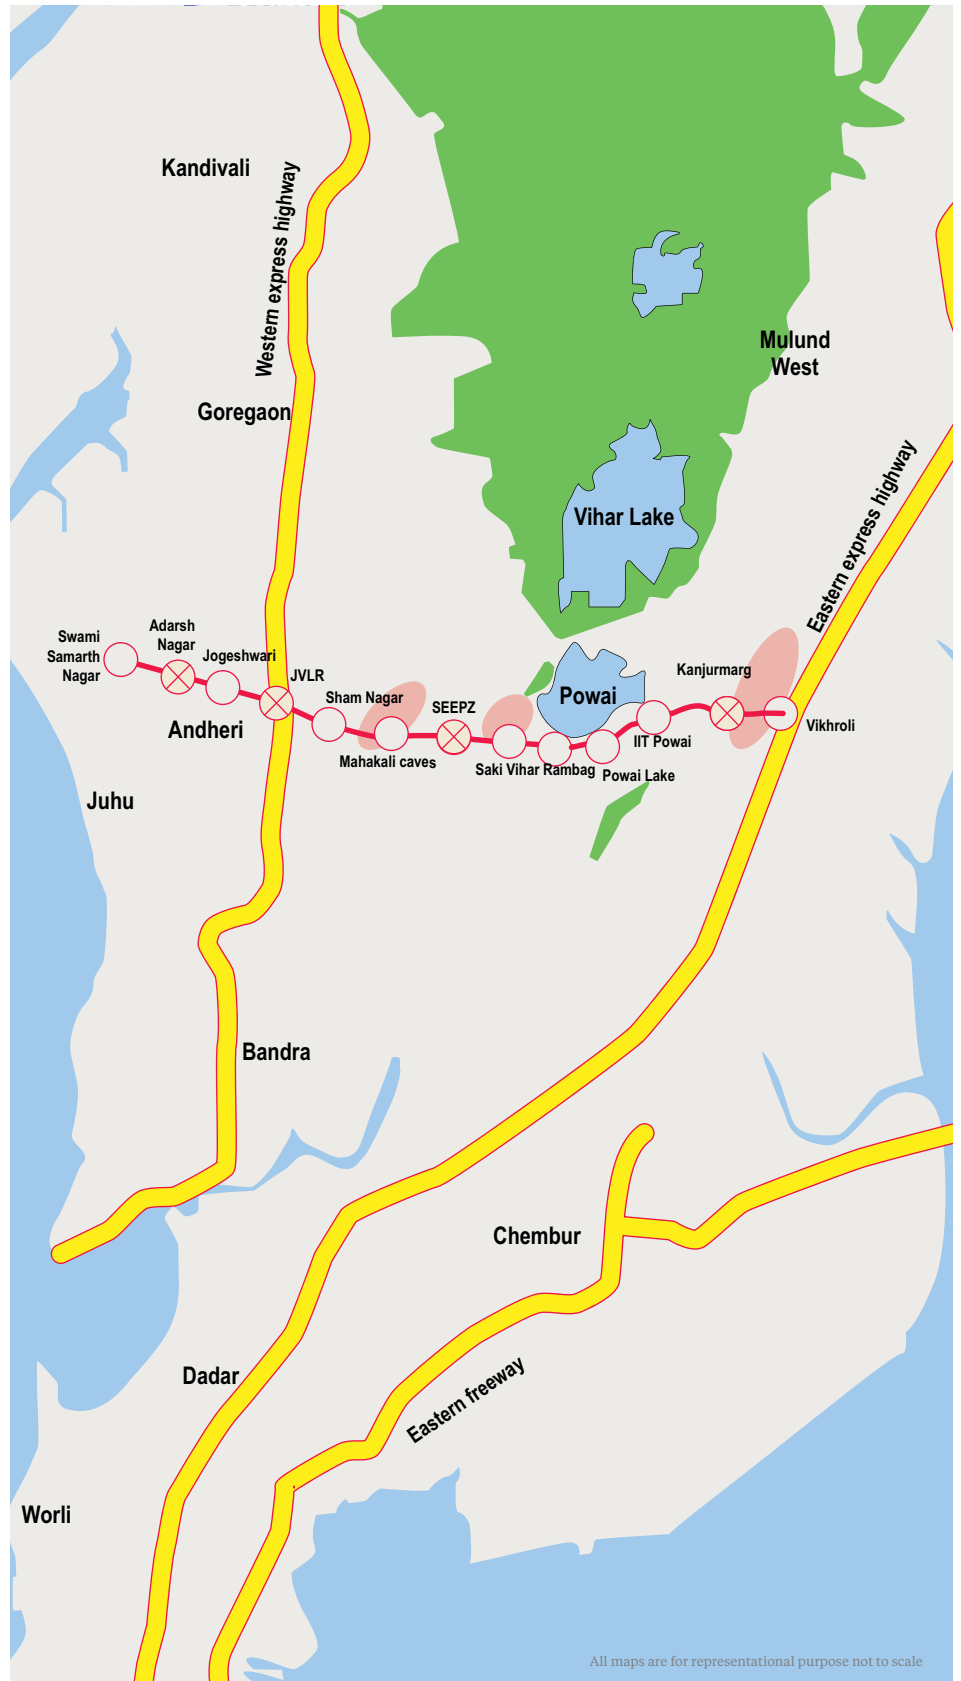 Kandivali
Western express highway
Mulund
West
Goregaon
Eastern express highway
Vihar Lake
Swami
Samarth
Nagar
Adarsh
Nagar
Jogeshwari
JVLR
Sham Nagar
SEEPZ
Powai
Kanjurmarg
Andheri
Mahakali caves
Saki Vihar
Rambag
Powai Lake
IIT Powai
Vikhroli
Juhu
Bandra
Chembur
Dadar
Eastern freeway
Worli
All maps are for representational purpose not to scale